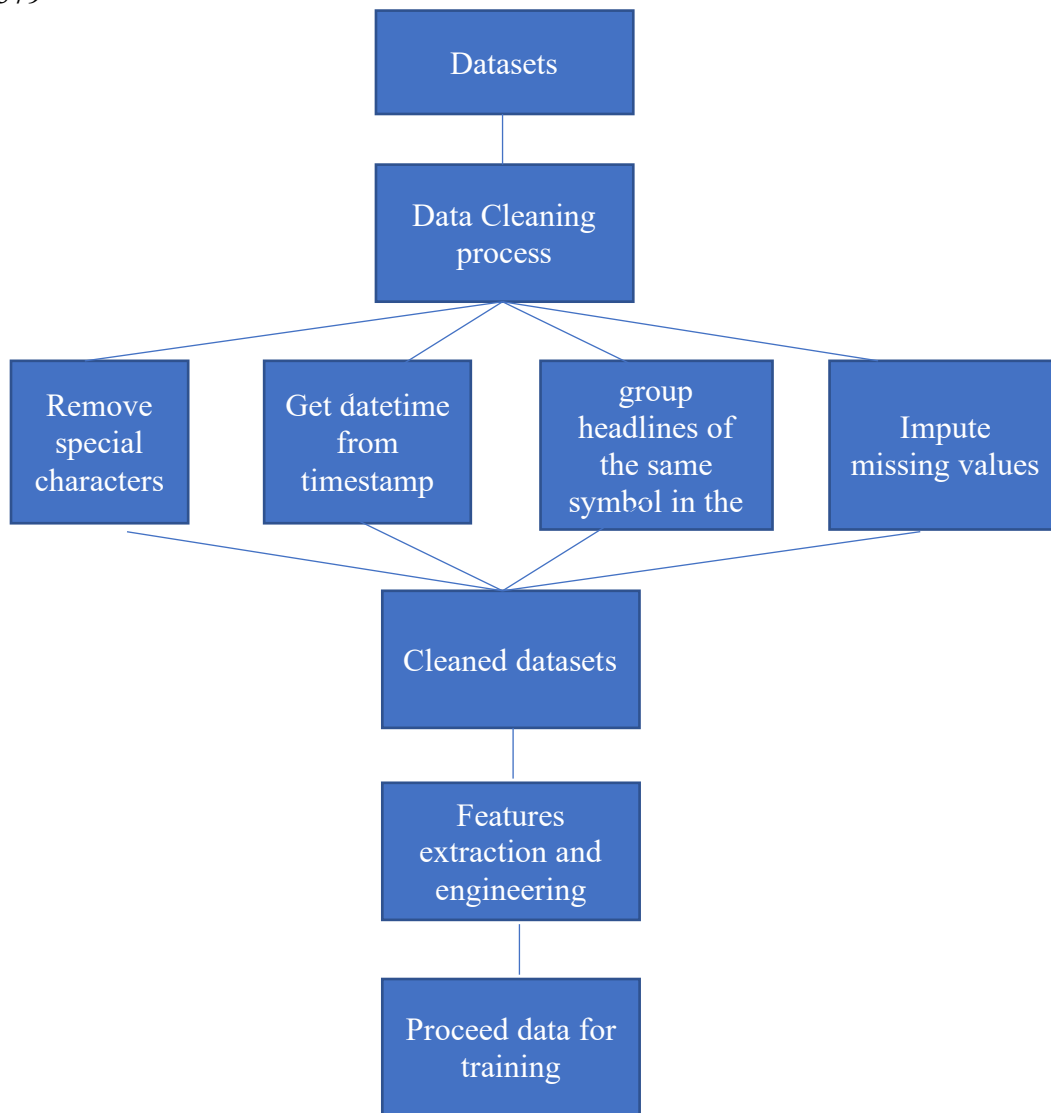 Datasets
Data Cleaning
process
Remove
special
characters
Get datetime
from
timestamp
group
headlines of
the same
symbol in the
Impute
missing values
Cleaned datasets
Features
extraction and
engineering
Proceed data for
training